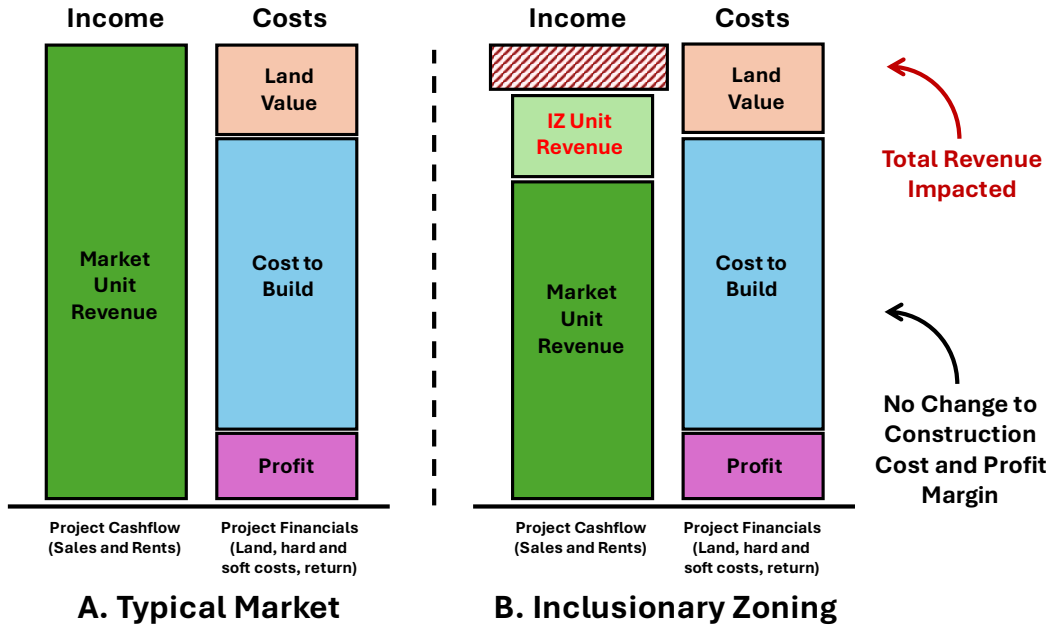 Income
Costs
Market
Unit
Revenue
Land
Value
Cost to
Build
Profit
Project Cashflow
(Sales and Rents)
Project Financials
(Land, hard and
soft costs, return)
A. Typical Market
Income
Costs
IZ Unit
Revenue
Market
Unit
Revenue
Land
Value
Cost to
Build
Profit
Project Cashflow
(Sales and Rents)
Project Financials
(Land, hard and
soft costs, return)
B. Inclusionary Zoning
Total Revenue
Impacted
No Change to
Construction
Cost and Profit
Margin